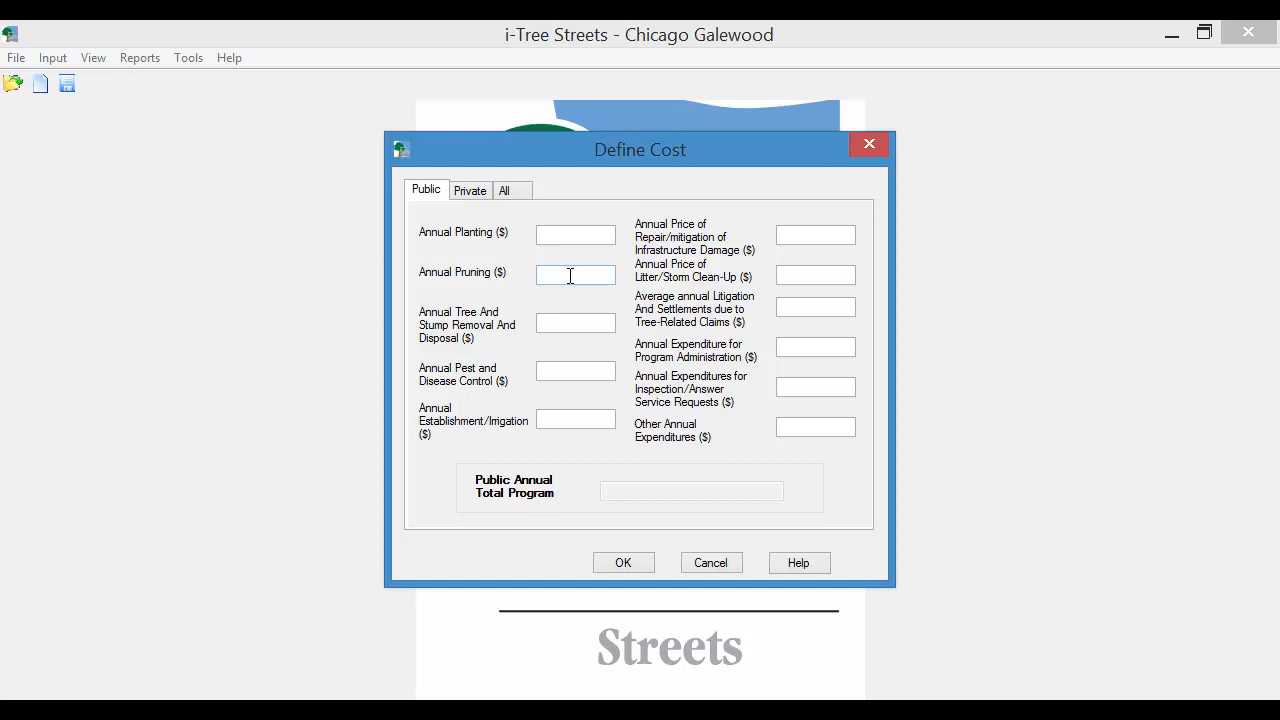 i-Tree Streets - Chicago Galewood
File Input View Reports Tools Help
Define Cost
Public Private All
Annual Planting ($)
Annual Pruning ($)
Annual Tree And
Stump Removal And
Disposal ($)
Annual Pest and
Disease Control ($)
Annual
Establishment/Irrigation
($)
Annual Price of
Repair/mitigation of
Infrastructure Damage ($)
Annual Price of
Litter/Storm Clean-Up ($)
Average annual Litigation
And Settlements due to
Tree-Related Claims ($)
Annual Expenditure for
Program Administration ($)
Annual Expenditures for
Inspection/Answer
Service Requests ($)
Other Annual
Expenditures ($)
Public Annual
Total Program
OK Cancel Help
Streets